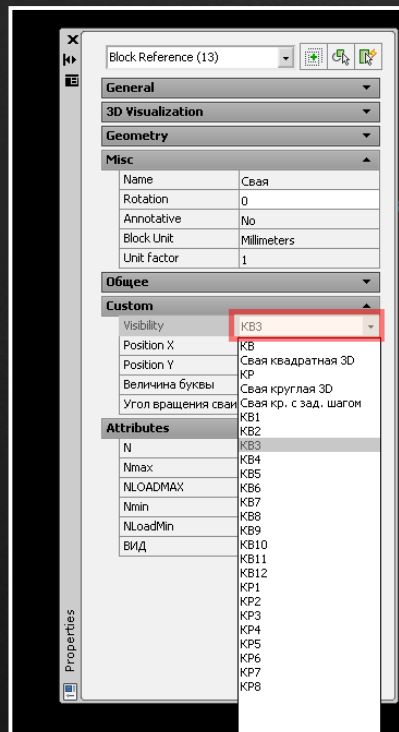 Block Reference (13)
General
3D Visualization
Geometry
Misc
Name Свая
Rotation 0
Annotative No
Block Unit Millimeters
Unit factor 1
Общее
Custom
Visibility КВ3
Position X
Position Y
Величина буквы
Угол вращения сваи
Attributes
N
Nmax
NLOADMAX
Nmin
NLoadMin
ВИД
КВ
Свая квадратная 3D
КР
Свая круглая 3D
Свая кр. с зад. шагом
КВ1
КВ2
КВ3
КВ4
КВ5
КВ6
КВ7
КВ8
КВ9
КВ10
КВ11
КВ12
КР1
КР2
КР3
КР4
КР5
КР6
КР7
КР8
Properties